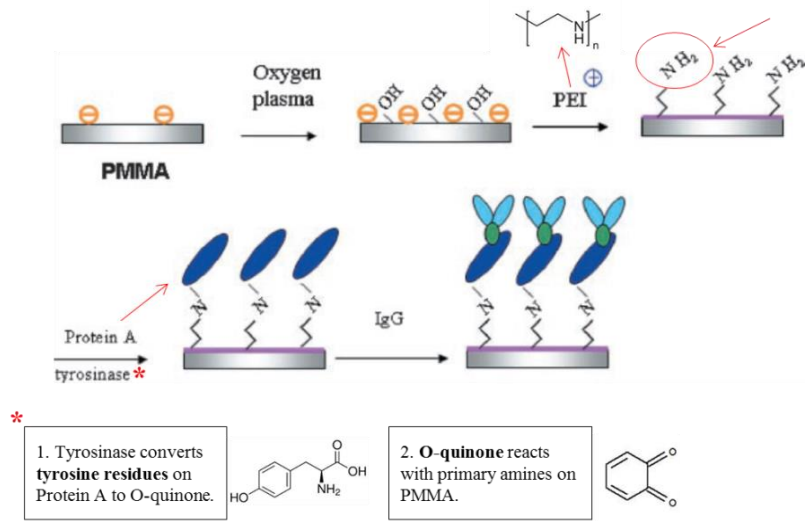 [ N H ]n
Oxygen
plasma
OH OH OH
PEI
NH2 NH2 NH2
PMMA
N N N
N N N
Protein A
tyrosinase *
IgG
*
1. Tyrosinase converts
tyrosine residues on
Protein A to O-quinone.
O
OH
NH2
HO
2. O-quinone reacts
with primary amines on
PMMA.
O
O